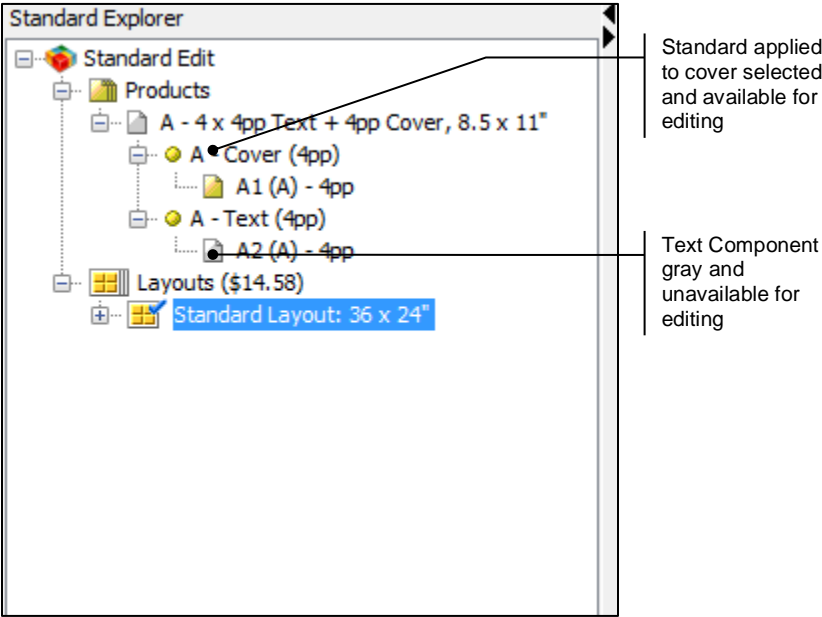 Standard Explorer
Standard Edit
Products
A - 4 x 4pp Text + 4pp Cover, 8.5 x 11"
A - Cover (4pp)
A1 (A) - 4pp
A - Text (4pp)
A2 (A) - 4pp
Layouts ($14.58)
Standard Layout: 36 x 24"
Standard applied
to cover selected
and available for
editing
Text Component
gray and
unavailable for
editing